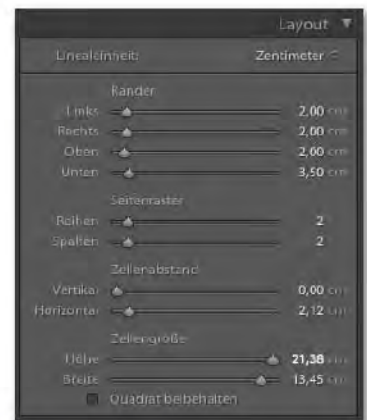 Layout ▼
Linealeinheit: Zentimeter
Ränder
Links 2,00 cm
Rechts 2,00 cm
Oben 2,00 cm
Unten 3,50 cm
Seitenraster
Reihen 2
Spalten 2
Zellenabstand
Vertikal 0,00 cm
Horizontal 2,12 cm
Zellengröße
Höhe 21,38 cm
Breite 13,45 cm
Quadrat beibehalten